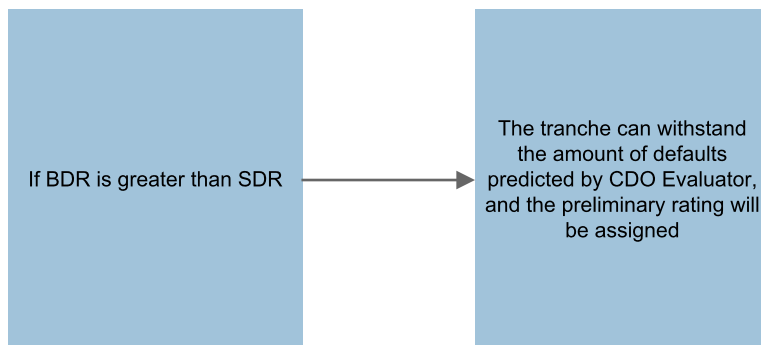 If BDR is greater than SDR
The tranche can withstand
the amount of defaults
predicted by CDO Evaluator,
and the preliminary rating will
be assigned